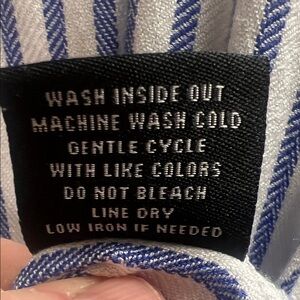 WASH INSIDE OUT
MACHINE WASH COLD
GENTLE CYCLE
WITH LIKE COLORS
DO NOT BLEACH
LINE DRY
LOW IRON IF NEEDED